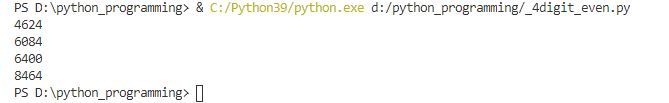 PS D:\python_programming> & C:/Python39/python.exe d:/python_programming/_4digit_even.py
4624
6084
6400
8464
PS D:\python_programming>